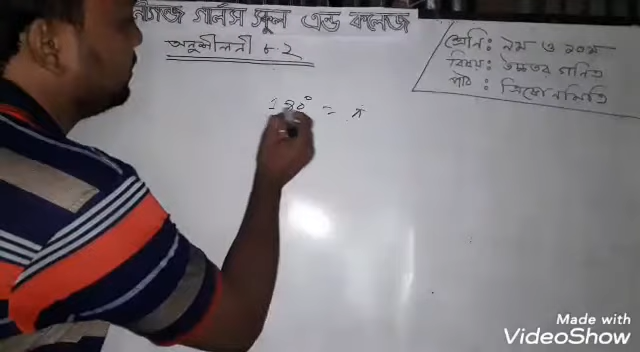 গার্লস স্কুল এন্ড কলেজ
অনুশীলনী ৮.২
শ্রেণি: ৯ম ও ১০ম
বিষয়: উচ্চতর গণিত
পাঠ: ত্রিকোণমিতি
180° =
Made with
VideoShow.